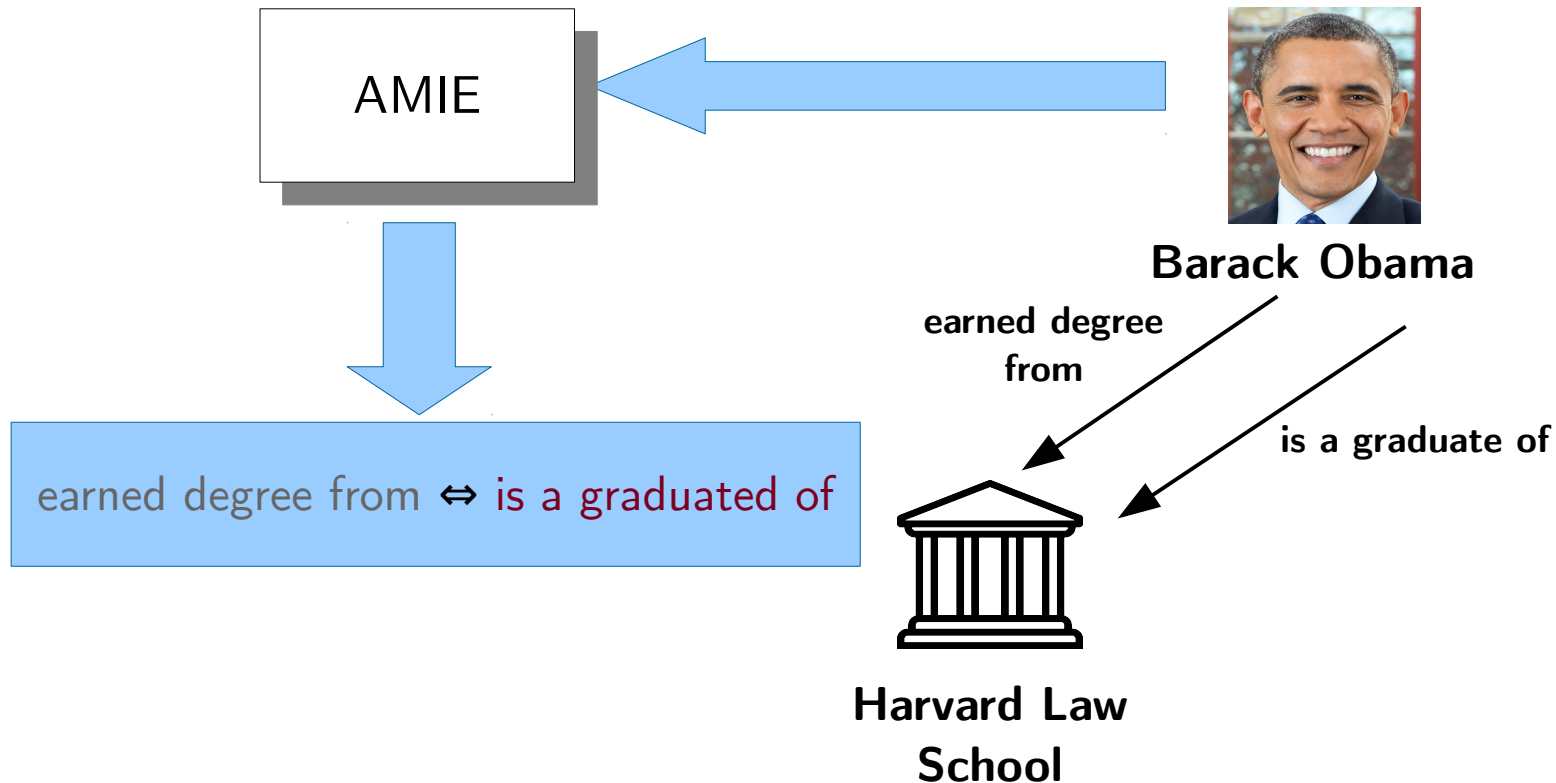 AMIE
Barack Obama
earned degree
from
is a graduate of
earned degree from ⇔ is a graduated of
Harvard Law
School